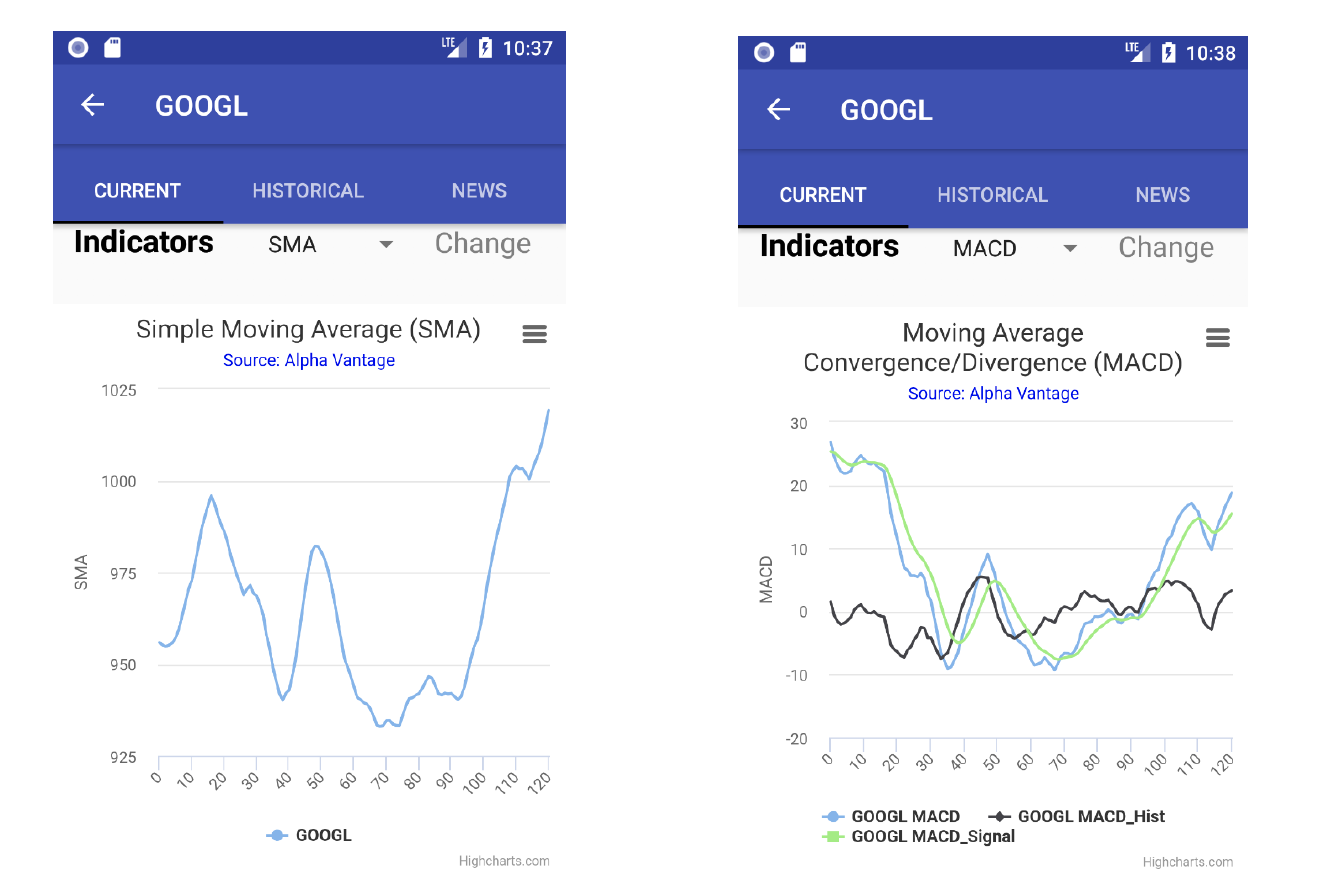 LTE 10:37
GOOGL
CURRENT HISTORICAL NEWS
Indicators SMA Change
Simple Moving Average (SMA)
Source: Alpha Vantage
1025
1000
975
950
925
SMA
0 10 20 30 40 50 60 70 80 90 100 110 120
GOOGL
Highcharts.com
LTE 10:38
GOOGL
CURRENT HISTORICAL NEWS
Indicators MACD Change
Moving Average
Convergence/Divergence (MACD)
Source: Alpha Vantage
30
20
10
0
-10
-20
MACD
0 10 20 30 40 50 60 70 80 90 100 110 120
GOOGL MACD GOOGL MACD_Hist
GOOGL MACD_Signal
Highcharts.com